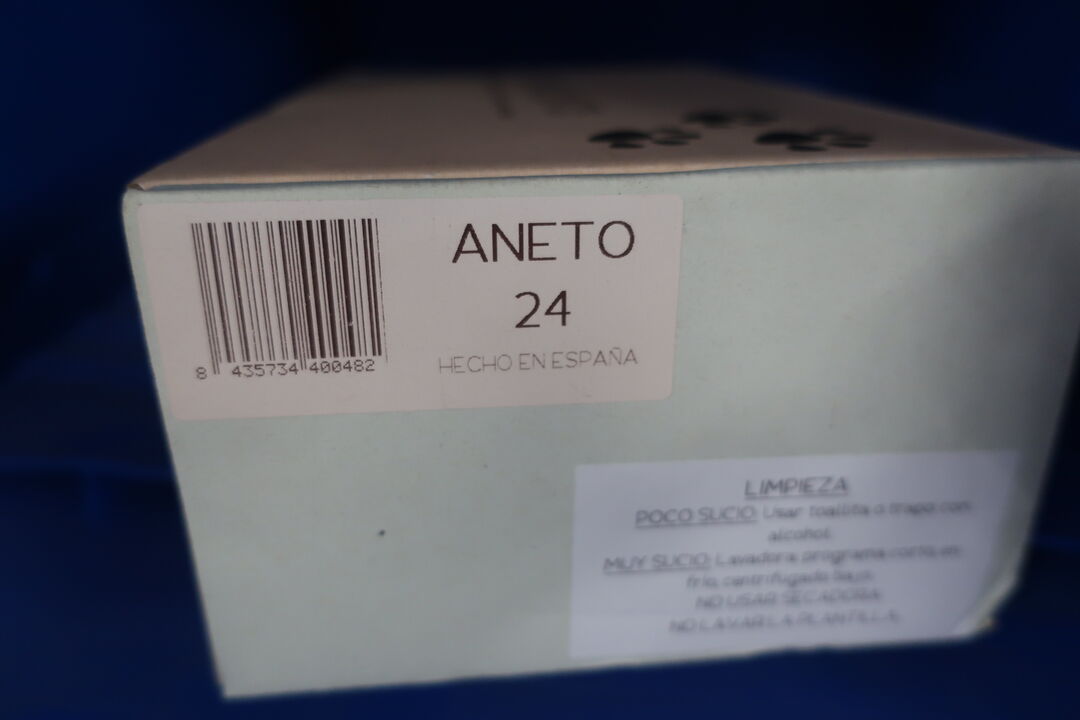 ANETO
24
HECHO EN ESPAÑA
8 435734 400482
LIMPIEZA
POCO SUCIO: Usar toallita o trapo con
alcohol.
MUY SUCIO: Lavadora, programa corto en
frío, centrifugado bajo.
NO USAR SECADORA.
NO LAVAR LA PLANTILLA.